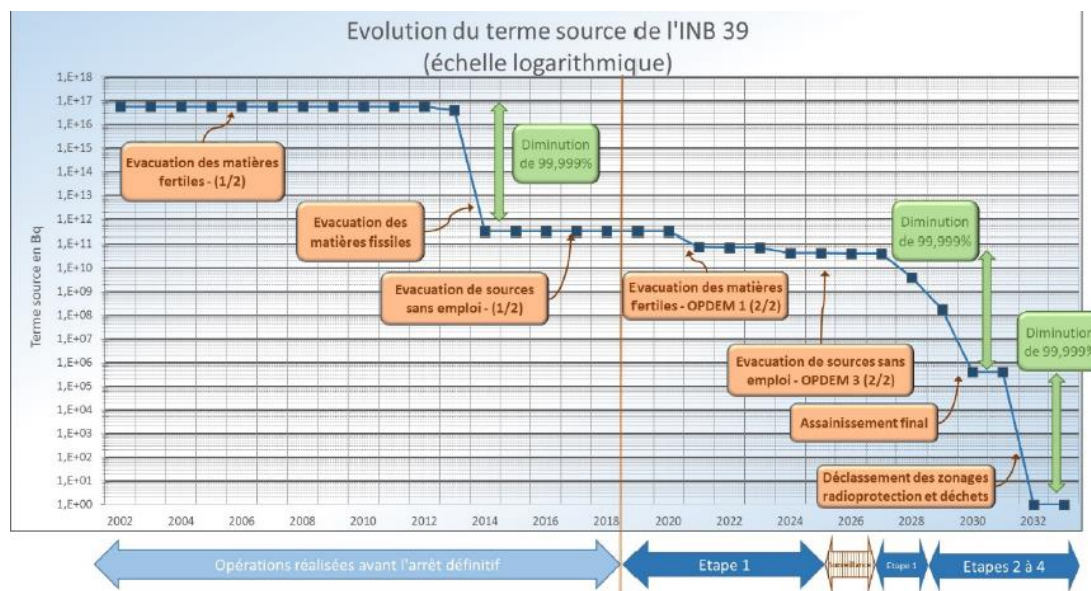 Evolution du terme source de l'INB 39
(échelle logarithmique)
Terme source en Bq
1,E+18
1,E+17
1,E+16
1,E+15
1,E+14
1,E+13
1,E+12
1,E+11
1,E+10
1,E+09
1,E+08
1,E+07
1,E+06
1,E+05
1,E+04
1,E+03
1,E+02
1,E+01
1,E+00
Evacuation des matières
fertiles - (1/2)
Evacuation des
matières fissiles
Evacuation de sources
sans emploi - (1/2)
Diminution
de 99,999%
Evacuation des matières
fertiles - OPDEM 1 (2/2)
Evacuation de sources sans
emploi - OPDEM 3 (2/2)
Diminution
de 99,999%
Diminution
de 99,999%
Assainissement final
Déclassement des zonages
radioprotection et déchets
2002 2004 2006 2008 2010 2012 2014 2016 2018 2020 2022 2024 2026 2028 2030 2032
Opérations réalisées avant l'arrêt définitif
Etape 1
Surveillance
Etape 1
Etapes 2 à 4